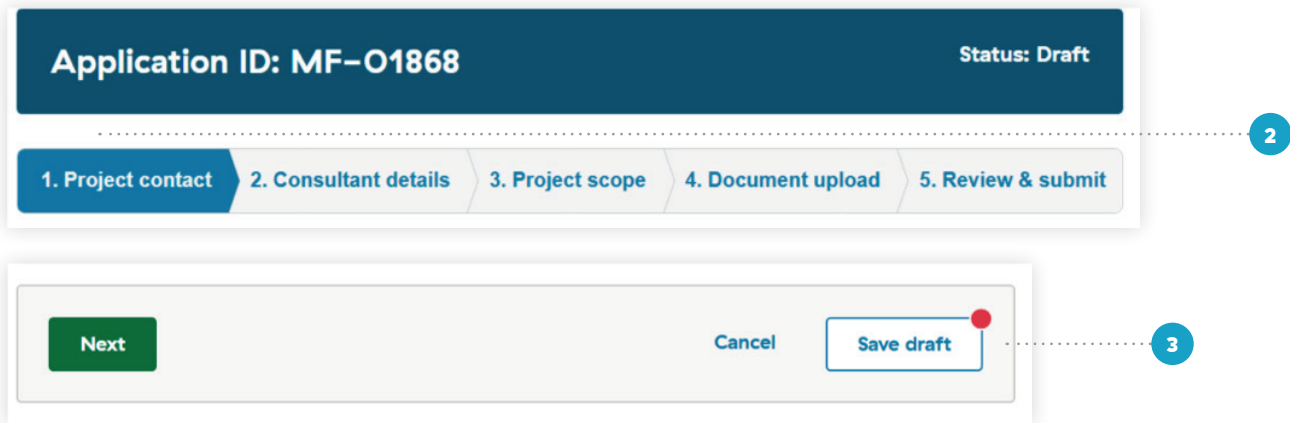 Application ID: MF-01868
Status: Draft
2
1. Project contact
2. Consultant details
3. Project scope
4. Document upload
5. Review & submit
Next
Cancel
Save draft
3